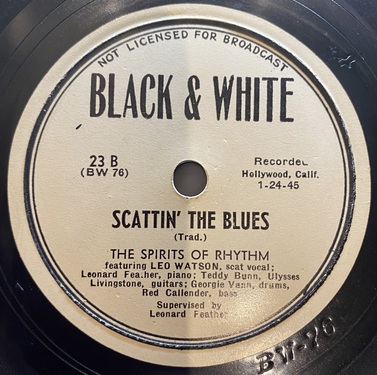 NOT LICENSED FOR BROADCAST
BLACK & WHITE
23 B
(BW 76)
Recorded
Hollywood, Calif.
1-24-45
SCATTIN' THE BLUES
(Trad.)
THE SPIRITS OF RHYTHM
featuring LEO WATSON, scat vocal;
Leonard Feather, piano; Teddy Bunn, Ulysses
Livingstone, guitars; Georgie Vann, drums,
Red Callender, bass
Supervised by
Leonard Feather
BW-76